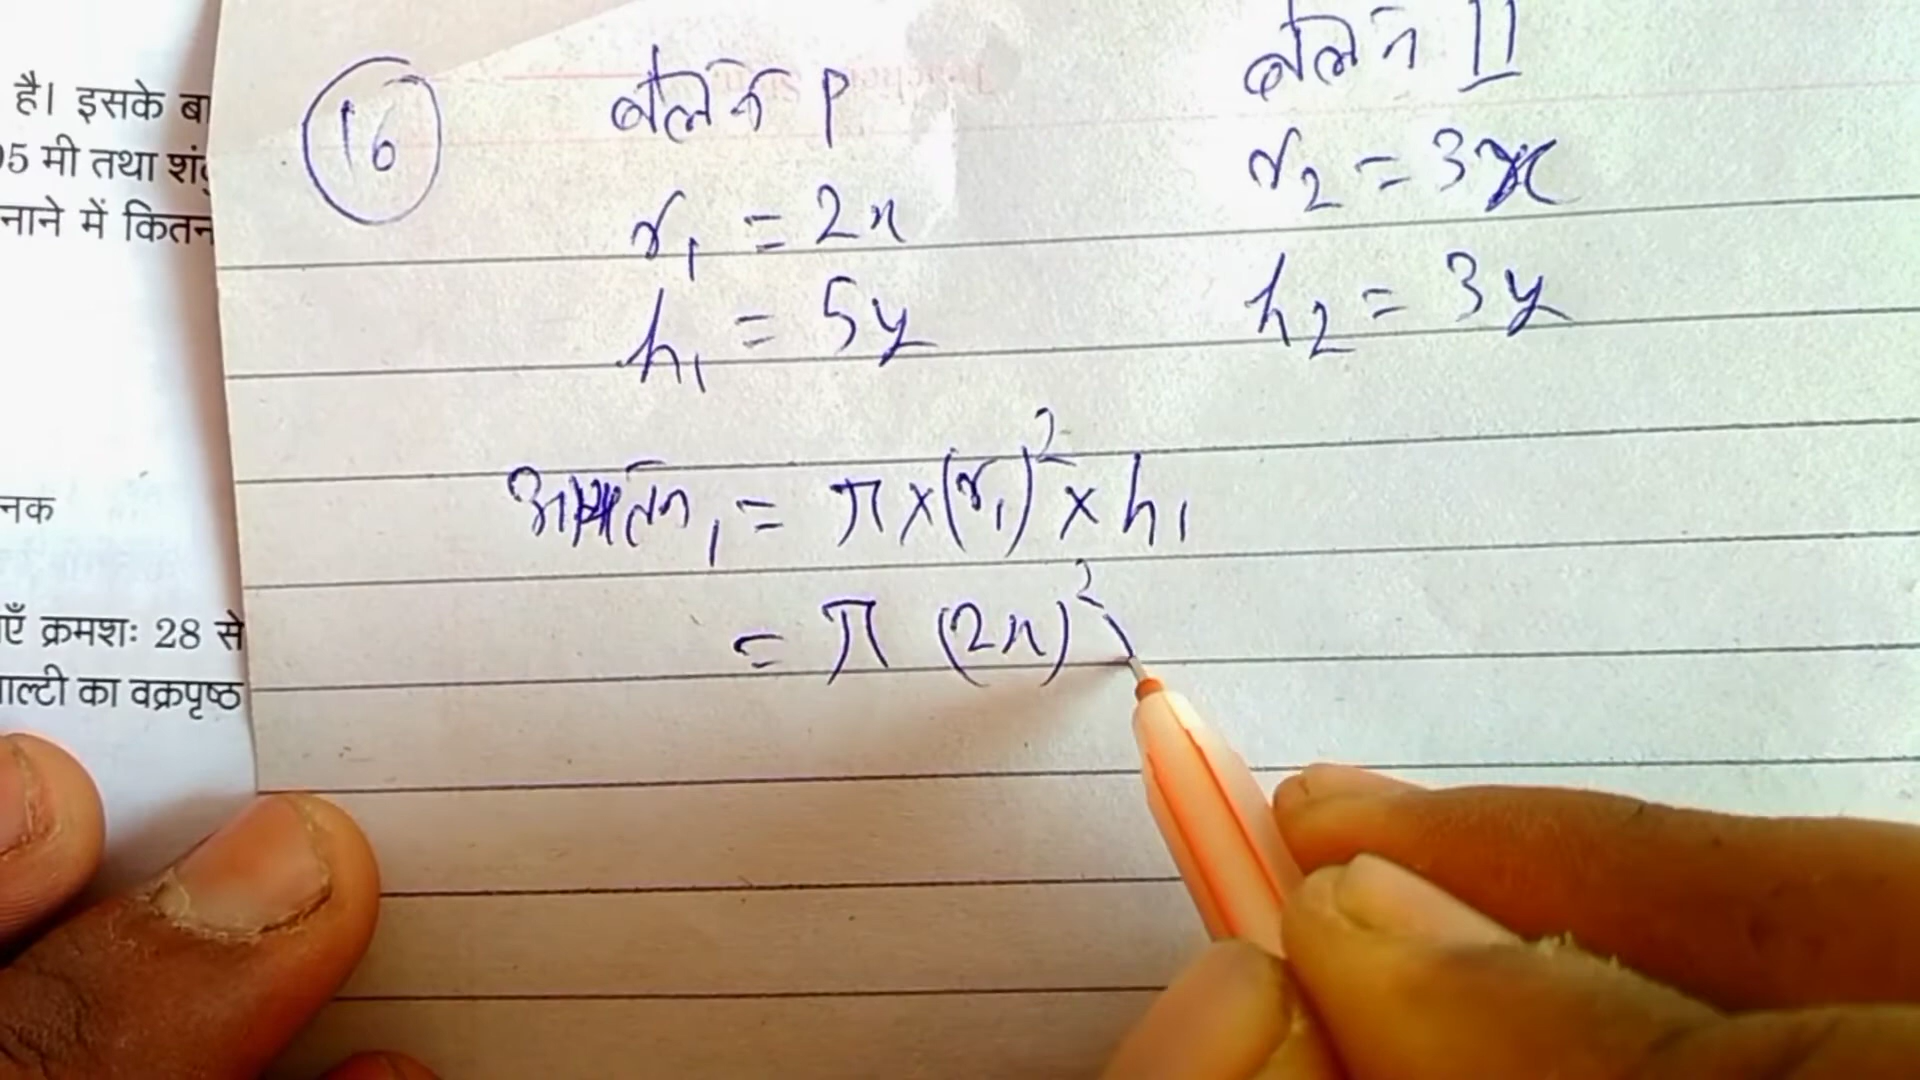 है। इसके बा
05 मी तथा शंकु
नाने में कितन
नक
एँ क्रमशः 28 से
ाल्टी का वक्रपृष्ठ
16
बेलन P
r₁ = 2x
h₁ = 5y
बेलन II
r₂ = 3x
h₂ = 3y
आयतन₁ = π×(r₁)²×h₁
= π (2x)²